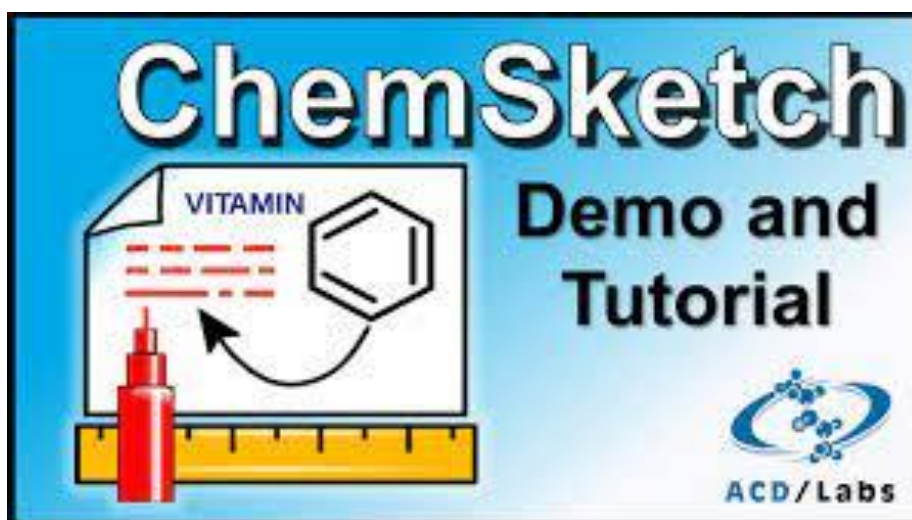 ChemSketch
VITAMIN
Demo and
Tutorial
ACD/Labs